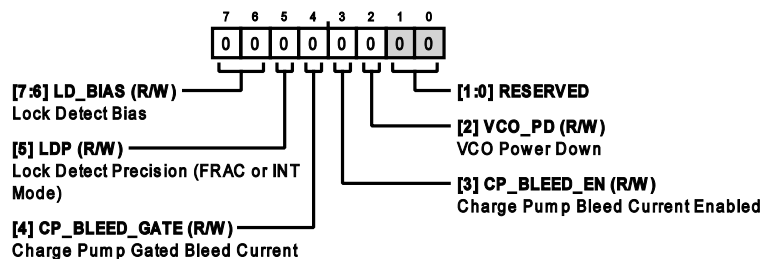 7 6 5 4 3 2 1 0
0 0 0 0 0 0 0 0
[7:6] LD_BIAS (R/W)
Lock Detect Bias
[5] LDP (R/W)
Lock Detect Precision (FRAC or INT
Mode)
[4] CP_BLEED_GATE (R/W)
Charge Pump Gated Bleed Current
[1:0] RESERVED
[2] VCO_PD (R/W)
VCO Power Down
[3] CP_BLEED_EN (R/W)
Charge Pump Bleed Current Enabled